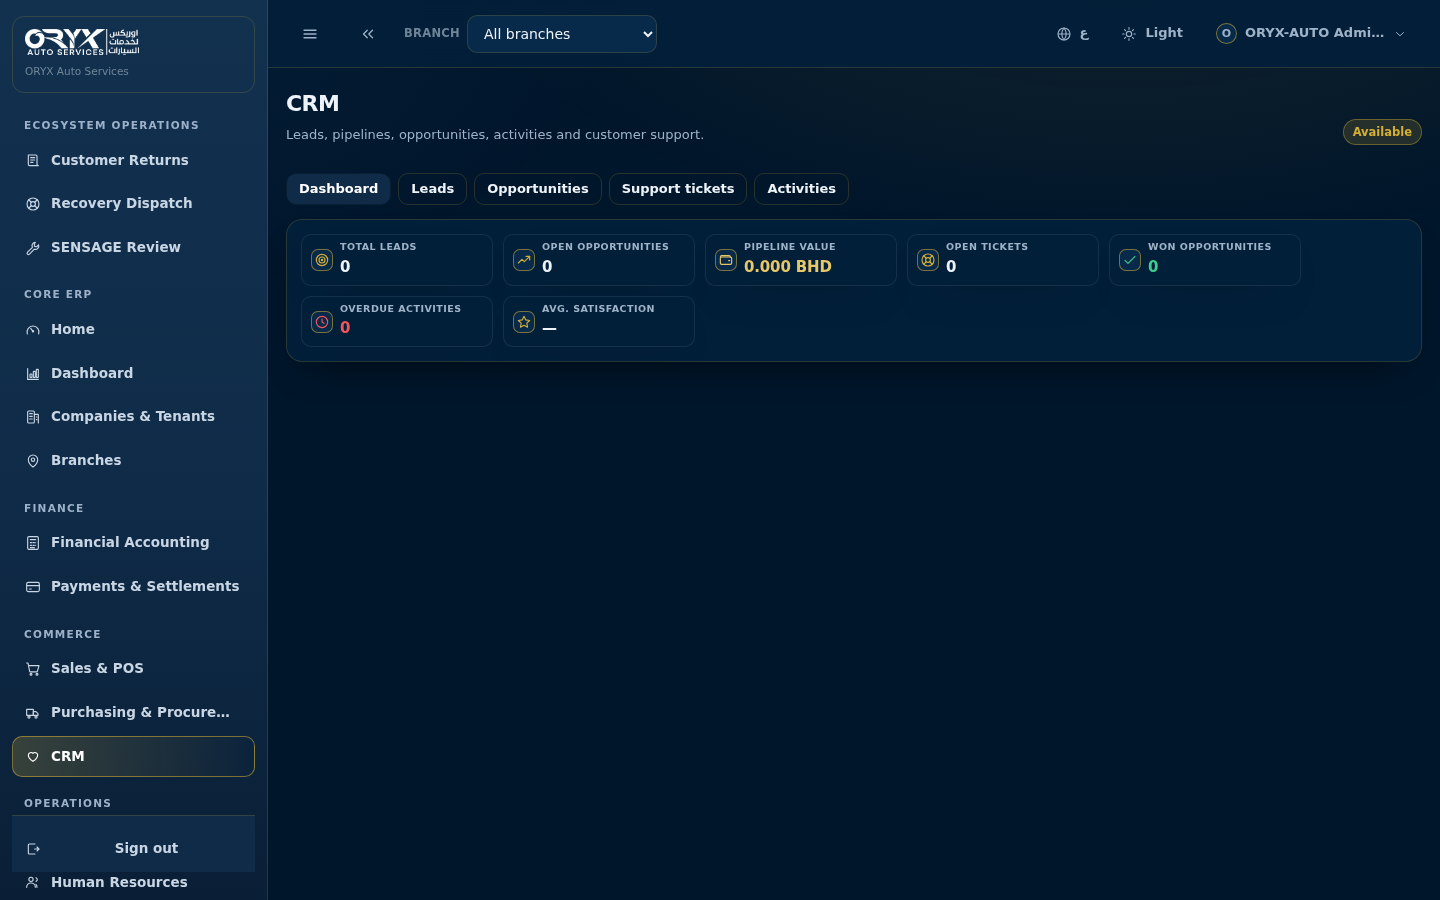 ORYX
اوريكس
لخدمات
السيارات
AUTO SERVICES
ORYX Auto Services
ECOSYSTEM OPERATIONS
Customer Returns
Recovery Dispatch
SENSAGE Review
CORE ERP
Home
Dashboard
Companies & Tenants
Branches
FINANCE
Financial Accounting
Payments & Settlements
COMMERCE
Sales & POS
Purchasing & Procure...
CRM
OPERATIONS
Sign out
Human Resources
BRANCH
All branches
ع
Light
O
ORYX-AUTO Admi...
CRM
Leads, pipelines, opportunities, activities and customer support.
Available
Dashboard
Leads
Opportunities
Support tickets
Activities
TOTAL LEADS
0
OPEN OPPORTUNITIES
0
PIPELINE VALUE
0.000 BHD
OPEN TICKETS
0
WON OPPORTUNITIES
0
OVERDUE ACTIVITIES
0
AVG. SATISFACTION
—